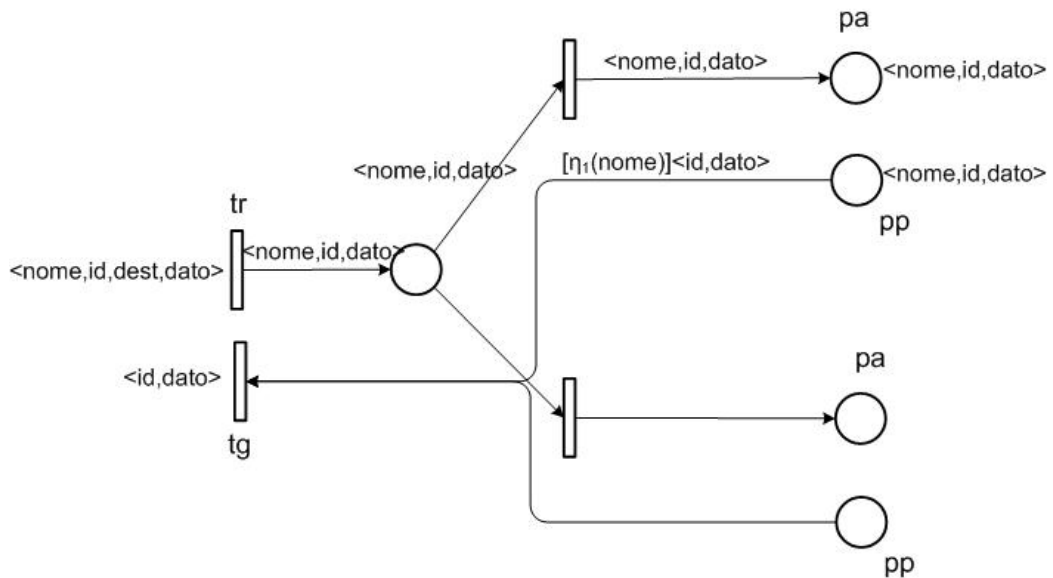 pa
<nome,id,dato>
<nome,id,dato>
<nome,id,dato>
[η₁(nome)]<id,dato>
<nome,id,dato>
tr
<nome,id,dato>
pp
<nome,id,dest,dato>
<id,dato>
pa
tg
pp